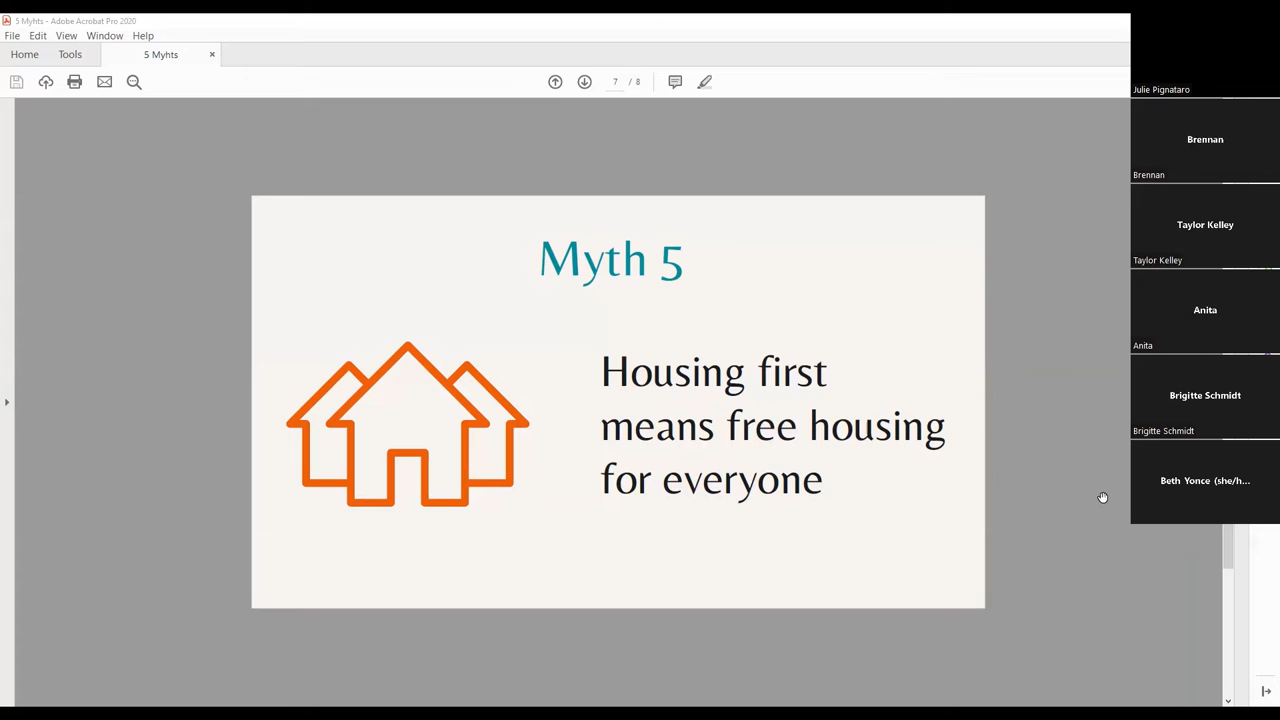 5 Myhts - Adobe Acrobat Pro 2020
File Edit View Window Help
Home Tools 5 Myhts ×
7 / 8
Myth 5
Housing first
means free housing
for everyone
Julie Pignataro
Brennan
Brennan
Taylor Kelley
Taylor Kelley
Anita
Anita
Brigitte Schmidt
Brigitte Schmidt
Beth Yonce (she/h...